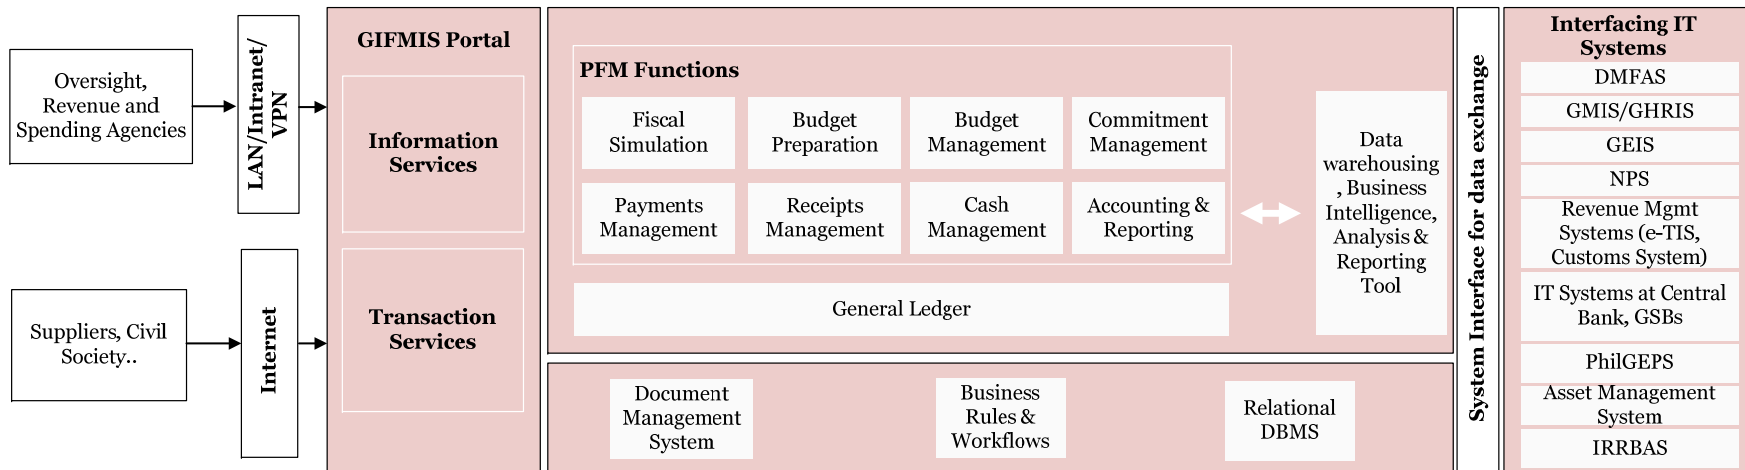 Oversight,
Revenue and
Spending Agencies
LAN/Intranet/
VPN
Suppliers, Civil
Society..
Internet
GIFMIS Portal
Information
Services
Transaction
Services
PFM Functions
Fiscal
Simulation
Budget
Preparation
Budget
Management
Commitment
Management
Payments
Management
Receipts
Management
Cash
Management
Accounting &
Reporting
General Ledger
Data
warehousing
, Business
Intelligence,
Analysis &
Reporting
Tool
Document
Management
System
Business
Rules &
Workflows
Relational
DBMS
System Interface for data exchange
Interfacing IT
Systems
DMFAS
GMIS/GHRIS
GEIS
NPS
Revenue Mgmt
Systems (e-TIS,
Customs System)
IT Systems at Central
Bank, GSBs
PhilGEPS
Asset Management
System
IRRBAS